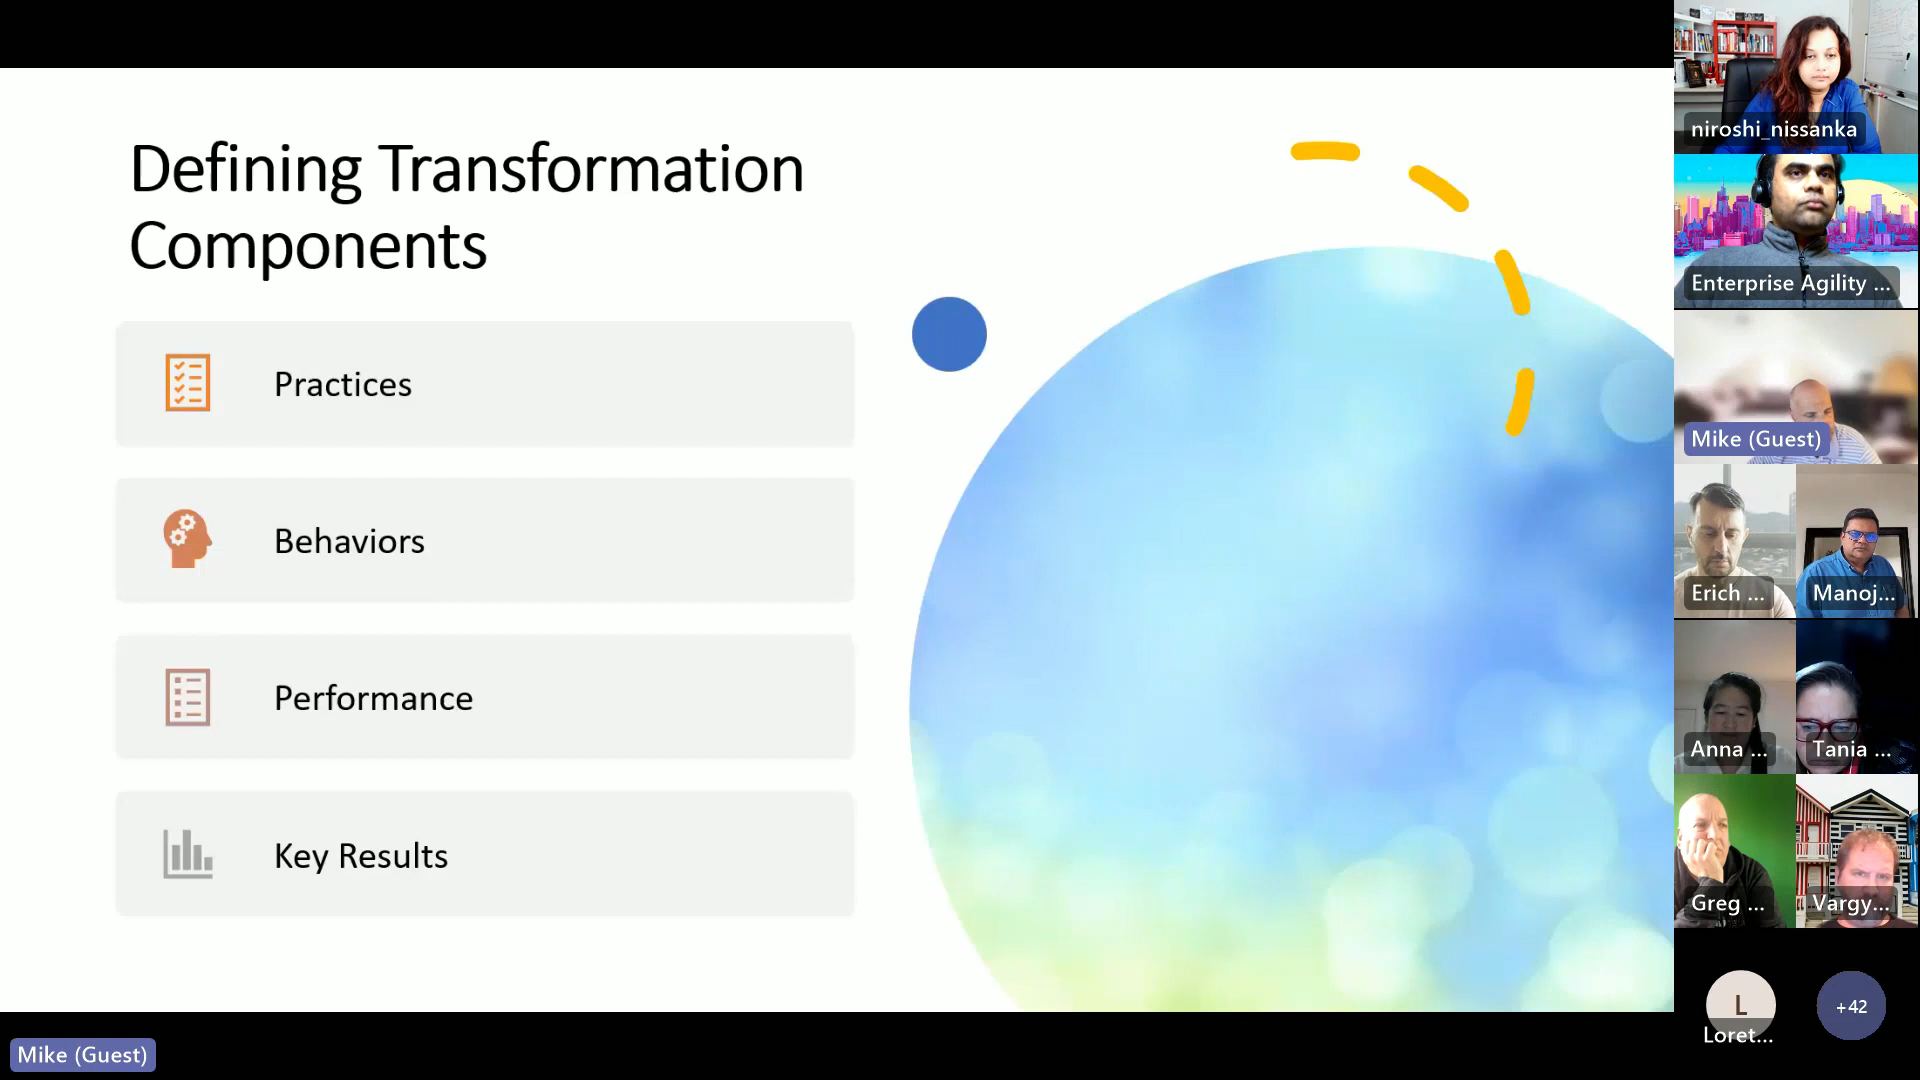 Defining Transformation
Components
Practices
Behaviors
Performance
Key Results
Mike (Guest)
niroshi_nissanka
Enterprise Agility ...
Mike (Guest)
Erich ...
Manoj...
Anna ...
Tania ...
Greg ...
Vargy...
L
Loret...
+42